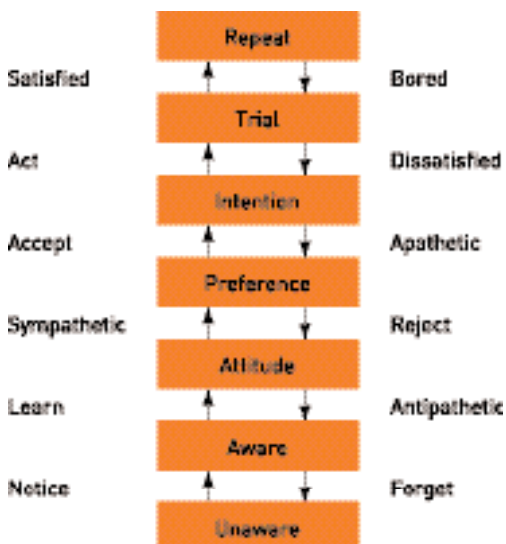 Repeat
Satisfied Bored
Trial
Act Dissatisfied
Intention
Accept Apathetic
Preference
Sympathetic Reject
Attitude
Learn Antipathetic
Aware
Notice Forget
Unaware